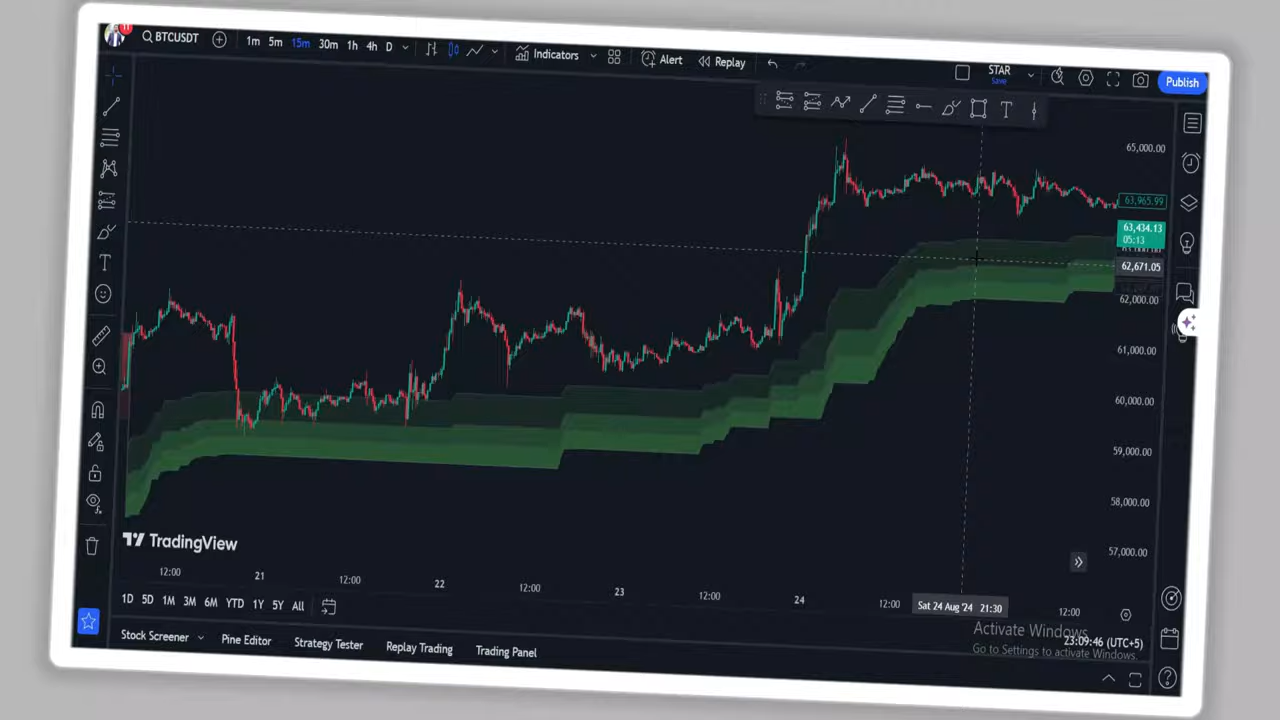 11
BTCUSDT
1m 5m 15m 30m 1h 4h D
Indicators
Alert
Replay
STAR
Save
Publish
65,000.00
63,965.99
63,434.13
05:13
62,671.05
62,000.00
61,000.00
60,000.00
59,000.00
58,000.00
57,000.00
TradingView
12:00 21 12:00 22 12:00 23 12:00 24 12:00 Sat 24 Aug '24 21:30 12:00
1D 5D 1M 3M 6M YTD 1Y 5Y All
Activate Windows
Go to Settings to activate Windows.
23:09:46 (UTC+5)
Stock Screener Pine Editor Strategy Tester Replay Trading Trading Panel